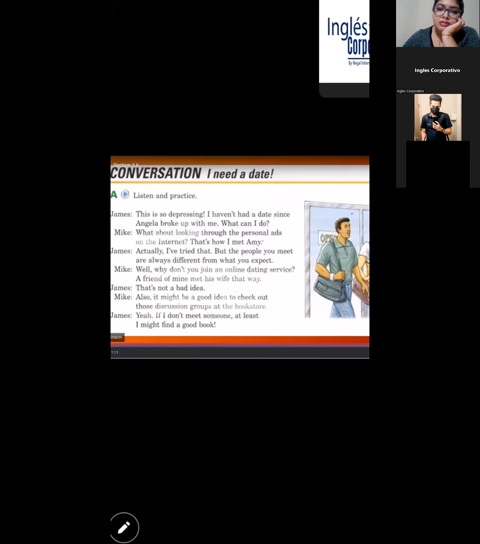 Inglés
Corp
Ingles Corporativo
Ingles Corporativo
CONVERSATION I need a date!
A Listen and practice.
James: This is so depressing! I haven't had a date since
Angela broke up with me. What can I do?
Mike: What about looking through the personal ads
on the Internet? That's how I met Amy.
James: Actually, I've tried that. But the people you meet
are always different from what you expect.
Mike: Well, why don't you join an online dating service?
A friend of mine met his wife that way.
James: That's not a bad idea.
Mike: Also, it might be a good idea to check out
those discussion groups at the bookstore.
James: Yeah. If I don't meet someone, at least
I might find a good book!